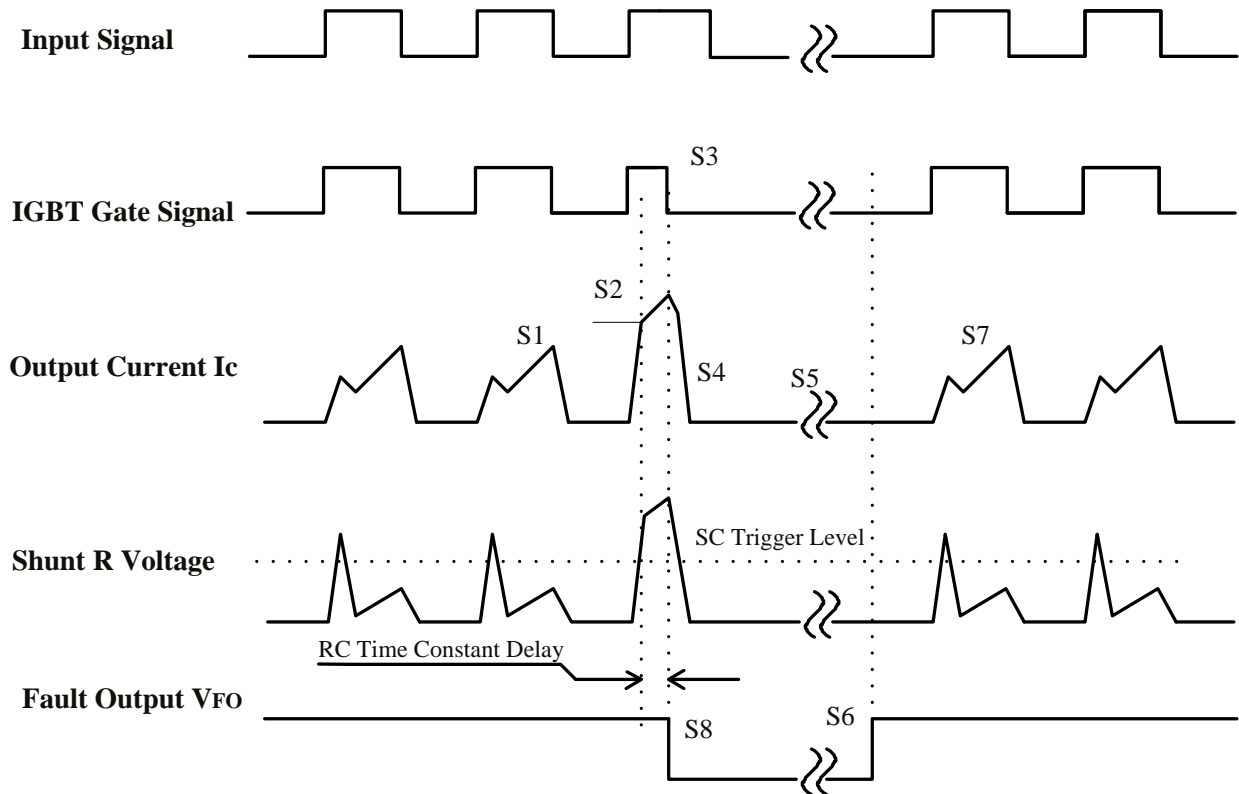 Input Signal
S3
IGBT Gate Signal
S2
S1
S7
Output Current Ic
S4
S5
SC Trigger Level
Shunt R Voltage
RC Time Constant Delay
Fault Output VFO
S8
S6